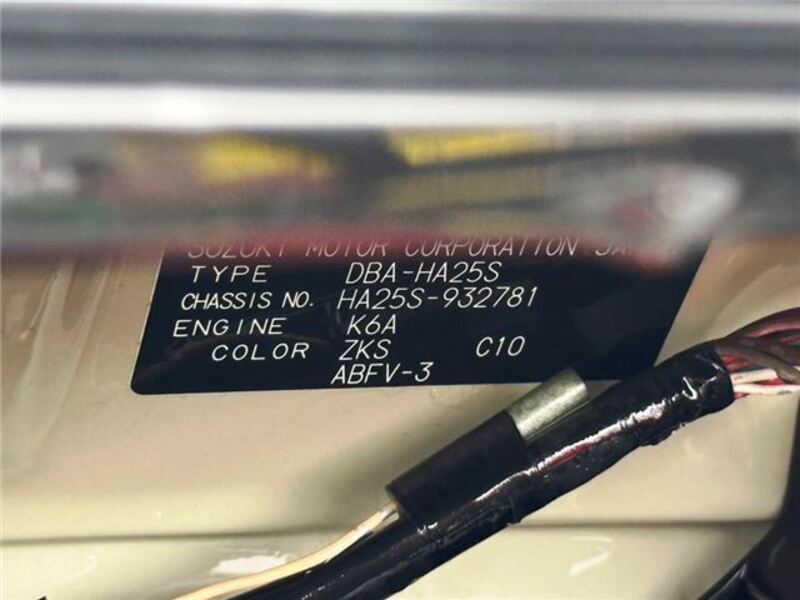 SUZUKI MOTOR CORPORATION
TYPE DBA-HA25S
CHASSIS NO. HA25S-932781
ENGINE K6A
COLOR ZKS C10
ABFV-3